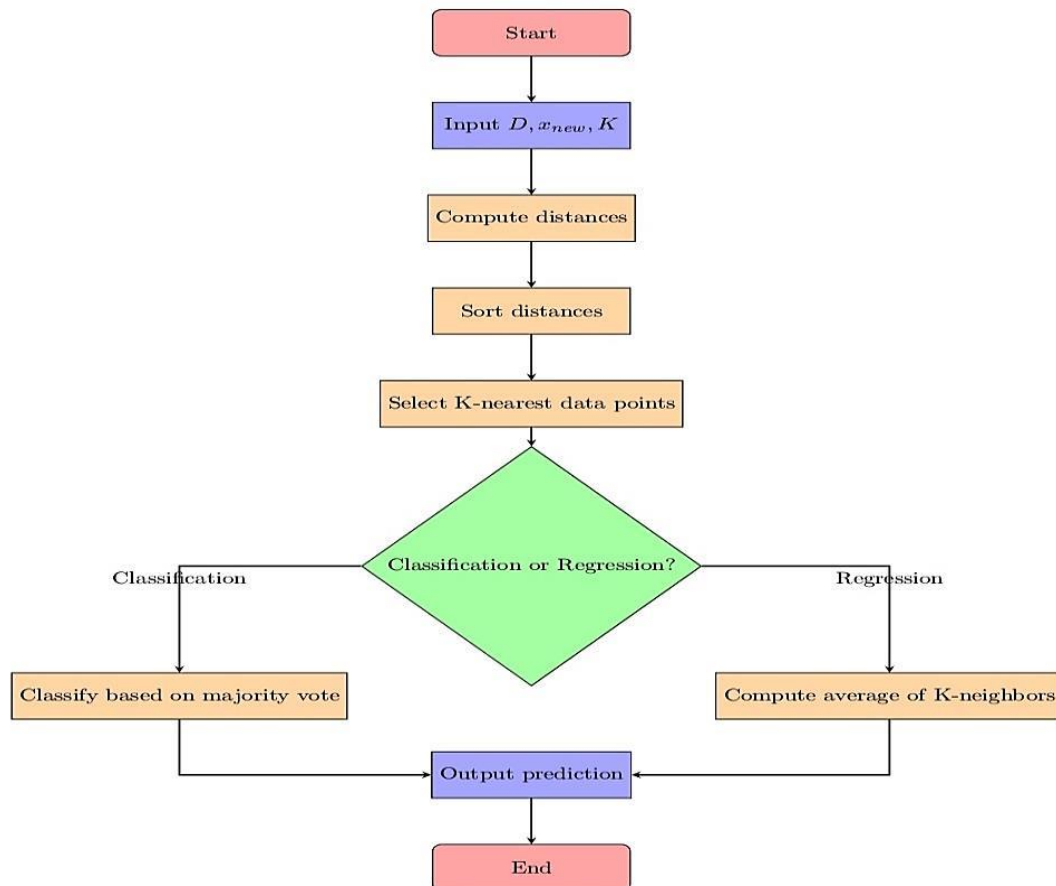 Start
Input D, x_new, K
Compute distances
Sort distances
Select K-nearest data points
Classification or Regression?
Classification
Regression
Classify based on majority vote
Compute average of K-neighbors
Output prediction
End